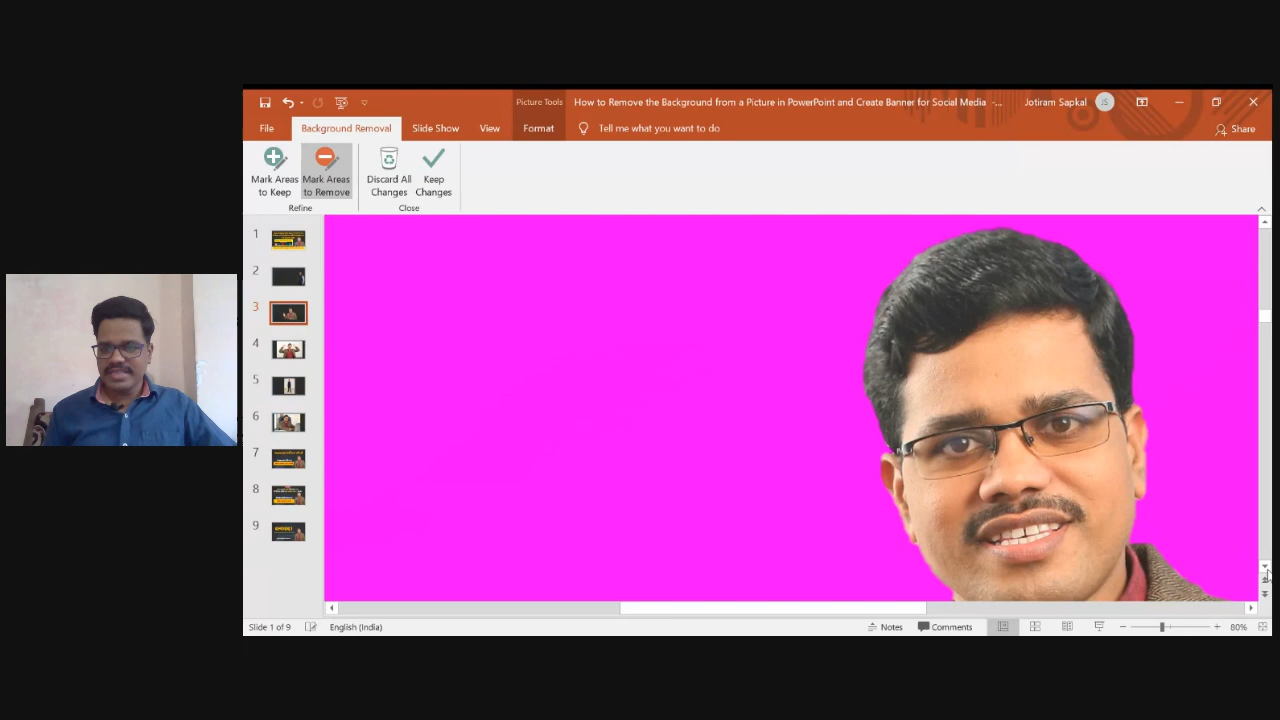 Picture Tools
How to Remove the Background from a Picture in PowerPoint and Create Banner for Social Media -...
Jotiram Sapkal
JS
File
Background Removal
Slide Show
View
Format
Tell me what you want to do
Share
Mark Areas to Keep
Mark Areas to Remove
Discard All Changes
Keep Changes
Refine
Close
1
2
3
4
5
6
7
8
9
Slide 1 of 9
English (India)
Notes
Comments
80%